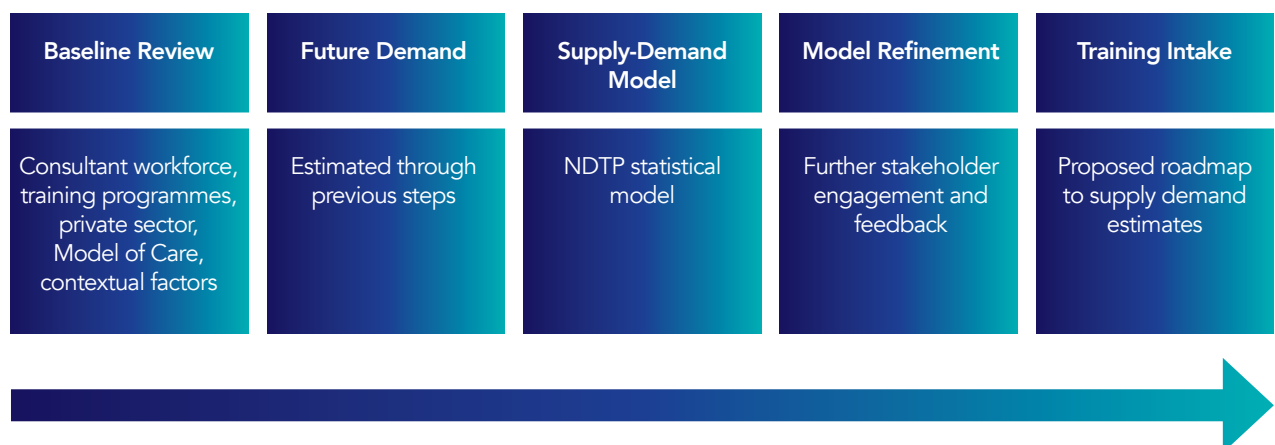 Baseline Review
Consultant workforce,
training programmes,
private sector,
Model of Care,
contextual factors
Future Demand
Estimated through
previous steps
Supply-Demand
Model
NDTP statistical
model
Model Refinement
Further stakeholder
engagement and
feedback
Training Intake
Proposed roadmap
to supply demand
estimates